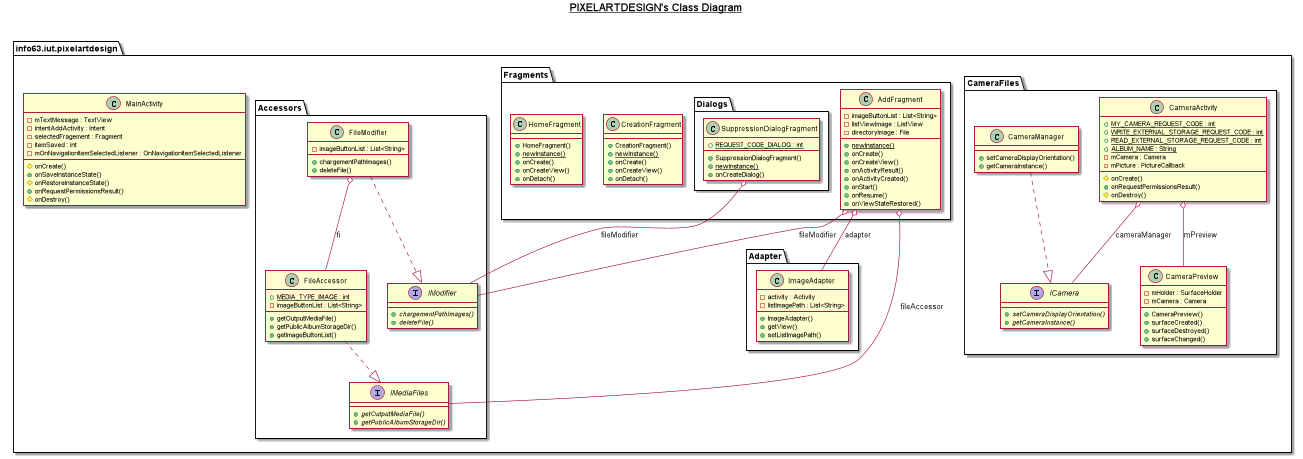 PIXELARTDESIGN's Class Diagram
info63.iut.pixelartdesign
C MainActivity
mTextMessage : TextView
intentAddActivity : Intent
selectedFragement : Fragment
itemSaved : int
mOnNavigationItemSelectedListener : OnNavigationItemSelectedListener
onCreate()
onSaveInstanceState()
onRestoreInstanceState()
onRequestPermissionsResult()
onDestroy()
Accessors
C FileModifier
imageButtonList : List<String>
chargementPathImages()
deleteFile()
fi
C FileAccessor
MEDIA_TYPE_IMAGE : int
imageButtonList : List<String>
getOutputMediaFile()
getPublicAlbumStorageDir()
getImageButtonList()
I IModifier
chargementPathImages()
deleteFile()
I IMediaFiles
getOutputMediaFile()
getPublicAlbumStorageDir()
Fragments
C HomeFragment
HomeFragment()
newInstance()
onCreate()
onCreateView()
onDetach()
C CreationFragment
CreationFragment()
newInstance()
onCreate()
onCreateView()
onDetach()
Dialogs
C SuppressionDialogFragment
REQUEST_CODE_DIALOG : int
SuppressionDialogFragment()
newInstance()
onCreateDialog()
C AddFragment
imageButtonList : List<String>
listViewImage : ListView
directoryImage : File
newInstance()
onCreate()
onCreateView()
onActivityResult()
onActivityCreated()
onStart()
onResume()
onViewStateRestored()
fileModifier
fileModifier
adapter
fileAccessor
Adapter
C ImageAdapter
activity : Activity
listImagePath : List<String>
ImageAdapter()
getView()
setListImagePath()
CameraFiles
C CameraManager
setCameraDisplayOrientation()
getCameraInstance()
C CameraActivity
MY_CAMERA_REQUEST_CODE : int
WRITE_EXTERNAL_STORAGE_REQUEST_CODE : int
READ_EXTERNAL_STORAGE_REQUEST_CODE : int
ALBUM_NAME : String
mCamera : Camera
mPicture : PictureCallback
onCreate()
onRequestPermissionsResult()
onDestroy()
cameraManager
mPreview
I ICamera
setCameraDisplayOrientation()
getCameraInstance()
C CameraPreview
mHolder : SurfaceHolder
mCamera : Camera
CameraPreview()
surfaceCreated()
surfaceDestroyed()
surfaceChanged()